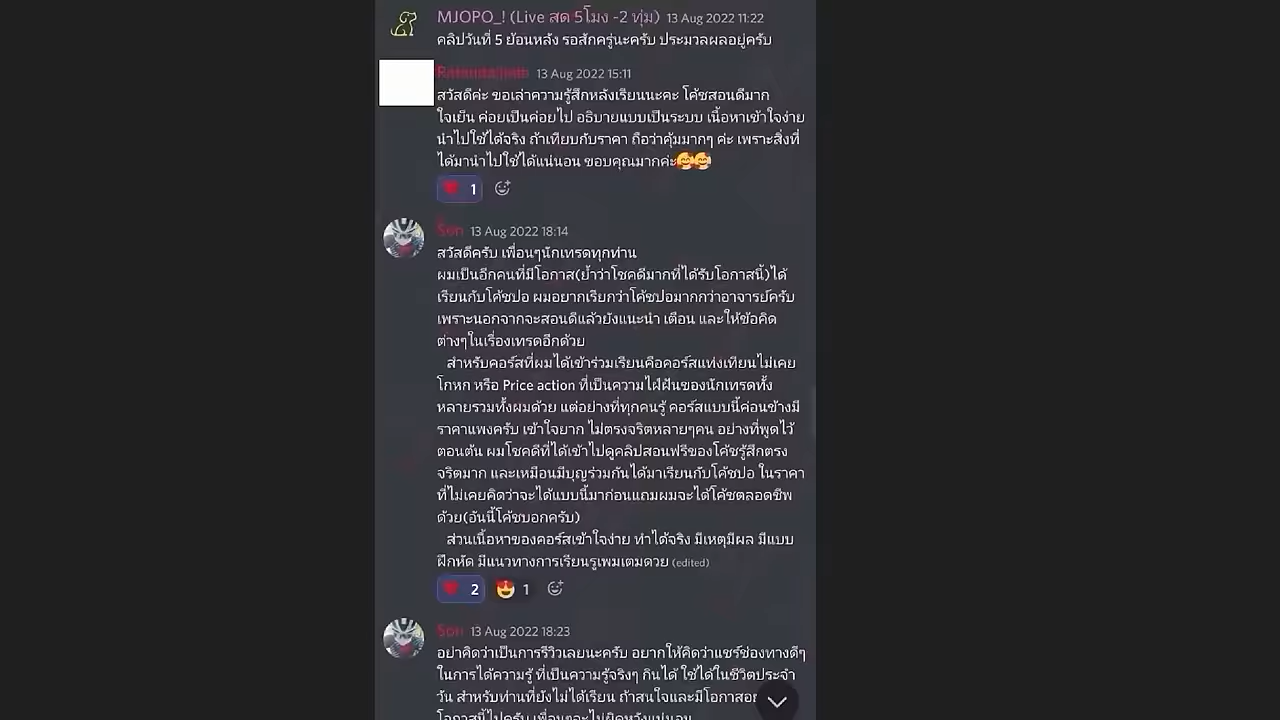 MJOPO_! (Live สด 5โมง -2 ทุ่ม) 13 Aug 2022 11:22
คลิปวันที่ 5 ย้อนหลัง รอสักครู่นะครับ ประมวลผลอยู่ครับ
13 Aug 2022 15:11
สวัสดีค่ะ ขอเล่าความรู้สึกหลังเรียนนะคะ โค้ชสอนดีมาก
ใจเย็น ค่อยเป็นค่อยไป อธิบายแบบเป็นระบบ เนื้อหาเข้าใจง่าย
นำไปใช้ได้จริง ถ้าเทียบกับราคา ถือว่าคุ้มมากๆ ค่ะ เพราะสิ่งที่
ได้มานำไปใช้ได้แน่นอน ขอบคุณมากค่ะ🥰🥰
1
Son 13 Aug 2022 18:14
สวัสดีครับ เพื่อนๆนักเทรดทุกท่าน
ผมเป็นอีกคนที่มีโอกาส(ย้ำว่าโชคดีมากที่ได้รับโอกาสนี้)ได้
เรียนกับโค้ชปอ ผมอยากเรียกว่าโค้ชปอมากกว่าอาจารย์ครับ
เพราะนอกจากจะสอนดีแล้วยังแนะนำ เตือน และให้ข้อคิด
ต่างๆในเรื่องเทรดอีกด้วย
สำหรับคอร์สที่ผมได้เข้าร่วมเรียนคือคอร์สแท่งเทียนไม่เคย
โกหก หรือ Price action ที่เป็นความใฝ่ฝันของนักเทรดทั้ง
หลายรวมทั้งผมด้วย แต่อย่างที่ทุกคนรู้ คอร์สแบบนี้ค่อนข้างมี
ราคาแพงครับ เข้าใจยาก ไม่ตรงจริตหลายๆคน อย่างที่พูดไว้
ตอนต้น ผมโชคดีที่ได้เข้าไปดูคลิปสอนฟรีของโค้ชรู้สึกตรง
จริตมาก และเหมือนมีบุญร่วมกันได้มาเรียนกับโค้ชปอ ในราคา
ที่ไม่เคยคิดว่าจะได้แบบนี้มาก่อนแถมผมจะได้โค้ชตลอดชีพ
ด้วย(อันนี้โค้ชบอกครับ)
ส่วนเนื้อหาของคอร์สเข้าใจง่าย ทำได้จริง มีเหตุมีผล มีแบบ
ฝึกหัด มีแนวทางการเรียนรู้เพิ่มเติมด้วย (edited)
2 😍 1
Son 13 Aug 2022 18:23
อย่าคิดว่าเป็นการรีวิวเลยนะครับ อยากให้คิดว่าแชร์ช่องทางดีๆ
ในการได้ความรู้ ที่เป็นความรู้จริงๆ กินได้ ใช้ได้ในชีวิตประจำ
วัน สำหรับท่านที่ยังไม่ได้เรียน ถ้าสนใจและมีโอกาส